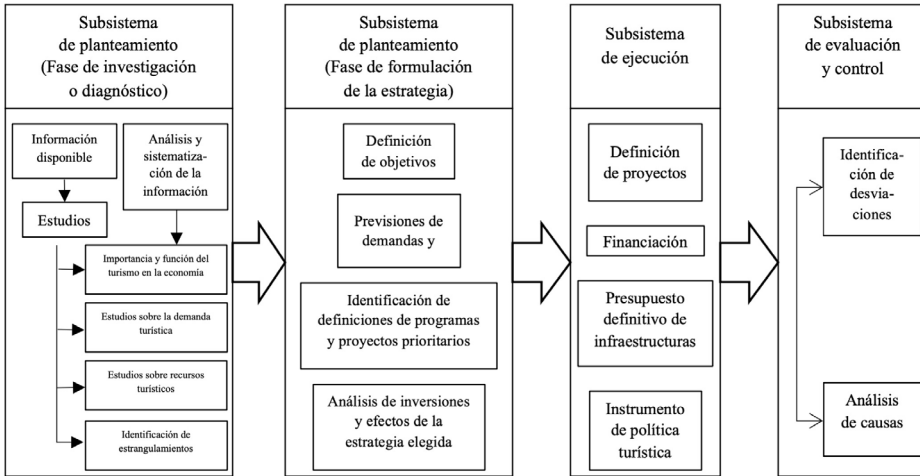 Subsistema
de planteamiento
(Fase de investigación
o diagnóstico)
Información
disponible
Análisis y
sistematiza-
ción de la
información
Estudios
Importancia y función del
turismo en la economía
Estudios sobre la demanda
turística
Estudios sobre recursos
turísticos
Identificación de
estrangulamientos
Subsistema
de planteamiento
(Fase de formulación
de la estrategia)
Definición
de objetivos
Previsiones de
demandas y
Identificación de
definiciones de programas
y proyectos prioritarios
Análisis de inversiones
y efectos de la
estrategia elegida
Subsistema
de ejecución
Definición
de proyectos
Financiación
Presupuesto
definitivo de
infraestructuras
Instrumento
de política
turística
Subsistema
de evaluación
y control
Identifica-
ción de
desvia-
ciones
Análisis
de causas